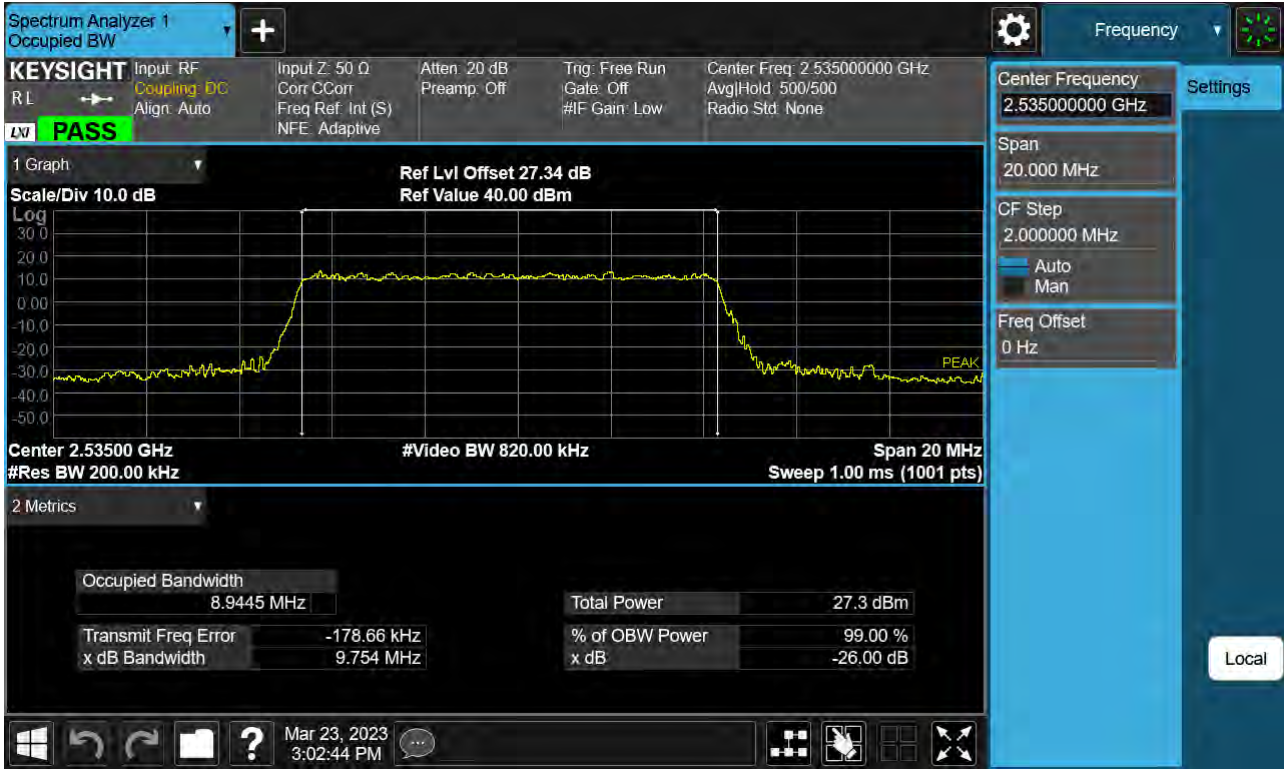 Spectrum Analyzer 1
Occupied BW
Frequency
KEYSIGHT
R L
LXI
PASS
Input: RF
Coupling: DC
Align: Auto
Input Z: 50 Ω
Corr CCorr
Freq Ref: Int (S)
NFE: Adaptive
Atten: 20 dB
Preamp: Off
Trig: Free Run
Gate: Off
#IF Gain: Low
Center Freq: 2.535000000 GHz
Avg|Hold: 500/500
Radio Std: None
1 Graph
Scale/Div 10.0 dB
Ref Lvl Offset 27.34 dB
Ref Value 40.00 dBm
Log
30.0
20.0
10.0
0.00
-10.0
-20.0
-30.0
-40.0
-50.0
PEAK
Center 2.53500 GHz
#Video BW 820.00 kHz
Span 20 MHz
#Res BW 200.00 kHz
Sweep 1.00 ms (1001 pts)
2 Metrics
Occupied Bandwidth
8.9445 MHz
Total Power 27.3 dBm
Transmit Freq Error -178.66 kHz
% of OBW Power 99.00 %
x dB Bandwidth 9.754 MHz
x dB -26.00 dB
Center Frequency
2.535000000 GHz
Settings
Span
20.000 MHz
CF Step
2.000000 MHz
Auto
Man
Freq Offset
0 Hz
Local
?
Mar 23, 2023
3:02:44 PM